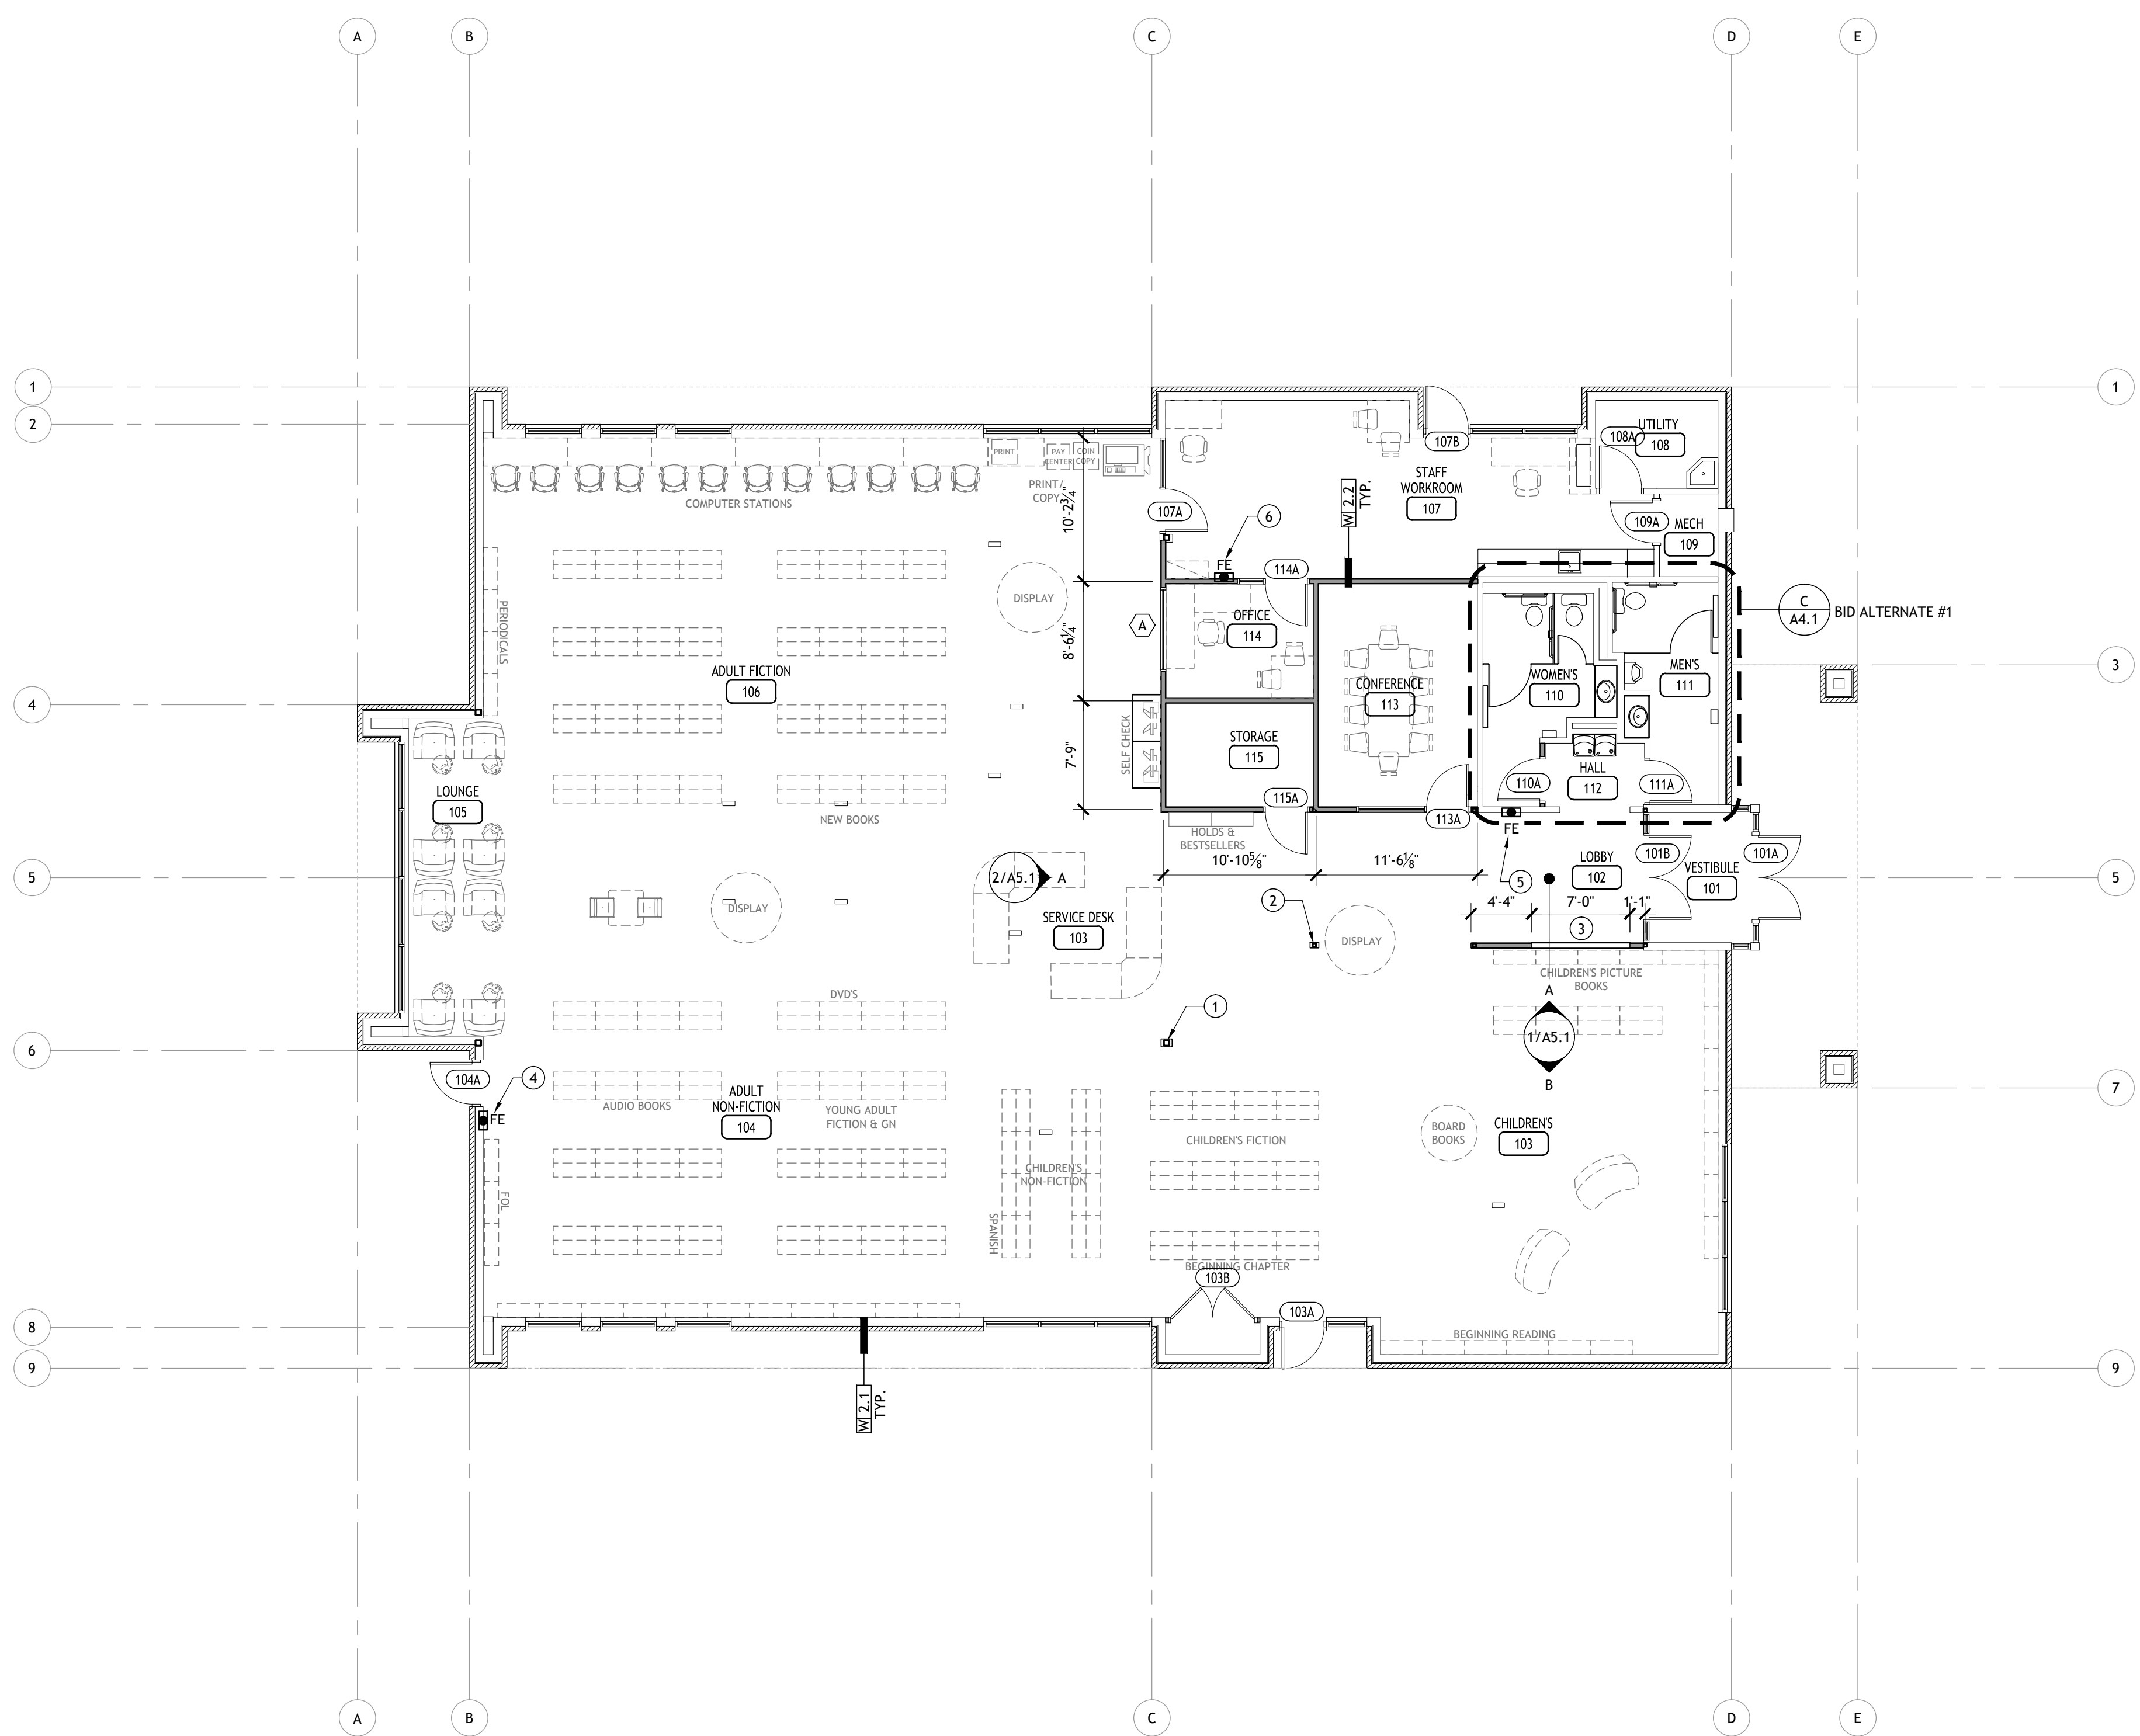 A
B
C
D
E
1
1
2
UTILITY
108A
108
107B
PRINT
PAY
CENTER
COIN
COPY
STAFF
WORKROOM
107
W 2.2
TYP.
PRINT/
COPY
COMPUTER STATIONS
10'-2¾"
107A
6
109A
MECH
109
FE
114A
DISPLAY
C
A4.1
BID ALTERNATE #1
PERIODICALS
A
OFFICE
114
8'-6¼"
ADULT FICTION
106
WOMEN'S
110
MEN'S
111
3
CONFERENCE
113
4
SELF CHECK
STORAGE
115
7'-9"
HALL
112
110A
111A
LOUNGE
105
115A
113A
NEW BOOKS
FE
HOLDS &
BESTSELLERS
10'-10⅝"
11'-6⅛"
LOBBY
102
101B
101A
VESTIBULE
101
5
2/A5.1
A
5
5
2
4'-4"
7'-0"
1'-1"
DISPLAY
SERVICE DESK
103
3
DISPLAY
CHILDREN'S PICTURE
BOOKS
DVD'S
A
1
1/A5.1
6
B
104A
4
7
FE
AUDIO BOOKS
ADULT
NON-FICTION
104
YOUNG ADULT
FICTION & GN
CHILDREN'S FICTION
BOARD
BOOKS
CHILDREN'S
103
CHILDREN'S
NON-FICTION
FOL
SPANISH
BEGINNING CHAPTER
103B
103A
8
BEGINNING READING
9
9
W 2.1
TYP.
A
B
C
D
E